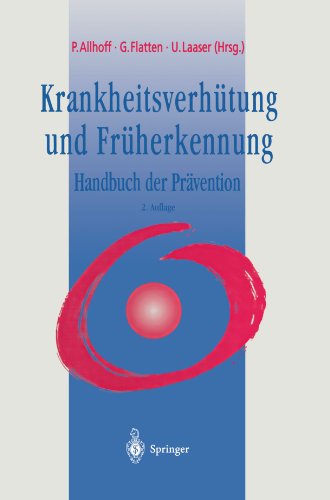 P. Allhoff · G. Flatten · U. Laaser (Hrsg.)
Krankheitsverhütung
und Früherkennung
Handbuch der Prävention
2. Auflage
Springer